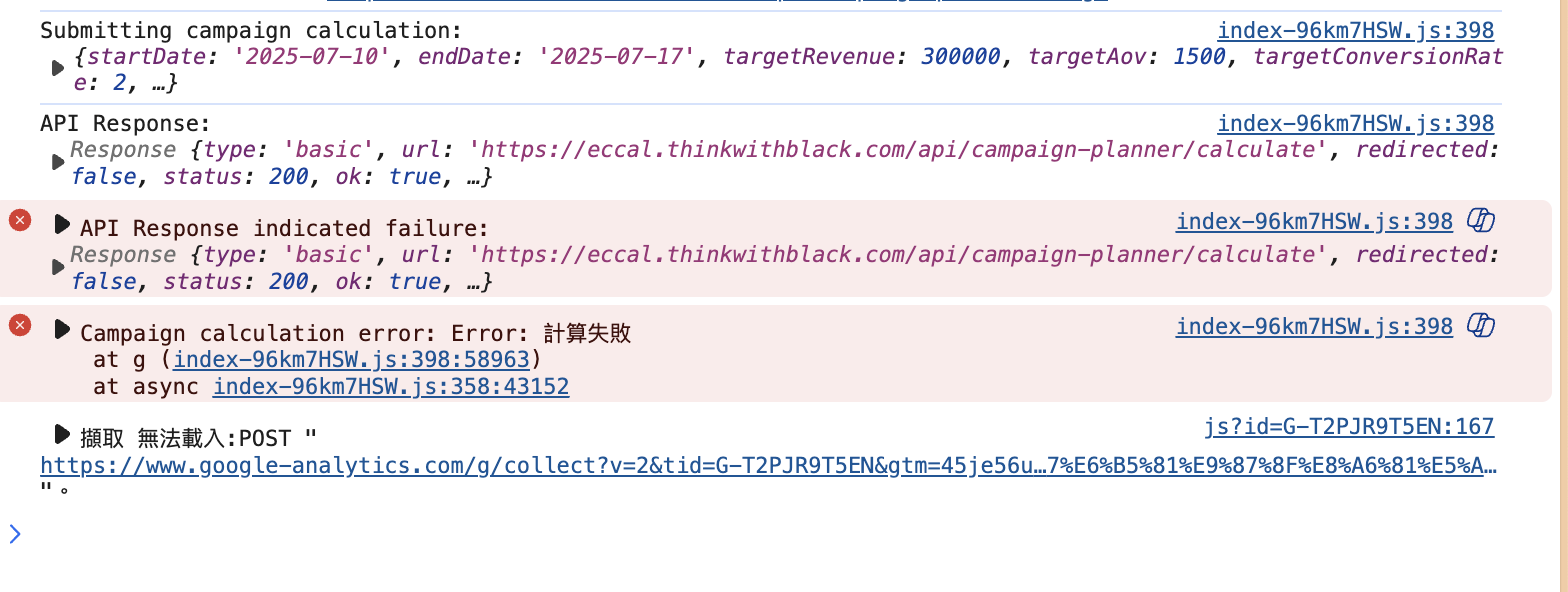 Submitting campaign calculation: index-96km7HSW.js:398
{startDate: '2025-07-10', endDate: '2025-07-17', targetRevenue: 300000, targetAov: 1500, targetConversionRat
e: 2, …}
API Response: index-96km7HSW.js:398
Response {type: 'basic', url: 'https://eccal.thinkwithblack.com/api/campaign-planner/calculate', redirected:
false, status: 200, ok: true, …}
API Response indicated failure: index-96km7HSW.js:398
Response {type: 'basic', url: 'https://eccal.thinkwithblack.com/api/campaign-planner/calculate', redirected:
false, status: 200, ok: true, …}
Campaign calculation error: Error: 計算失敗 index-96km7HSW.js:398
at g (index-96km7HSW.js:398:58963)
at async index-96km7HSW.js:358:43152
擷取 無法載入:POST " js?id=G-T2PJR9T5EN:167
https://www.google-analytics.com/g/collect?v=2&tid=G-T2PJR9T5EN&gtm=45je56u…7%E6%B5%81%E9%87%8F%E8%A6%81%E5%A…
"。